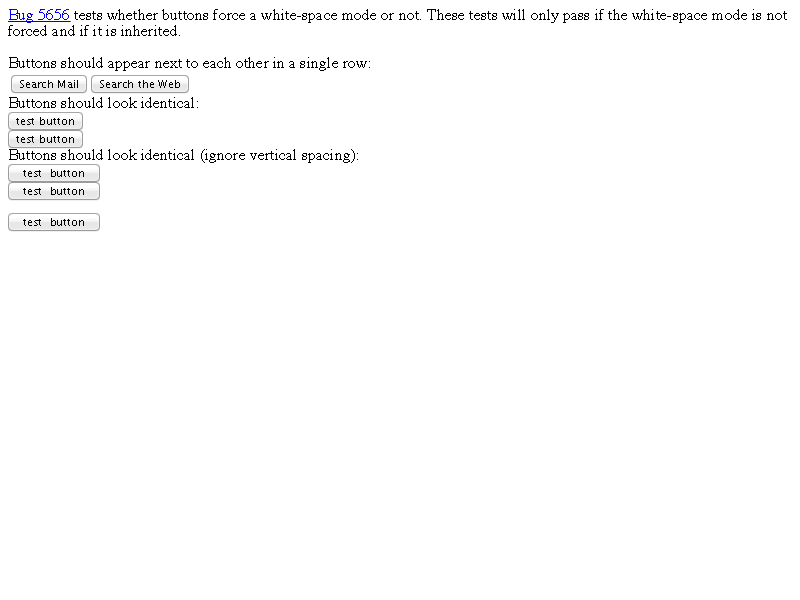 Bug 5656 tests whether buttons force a white-space mode or not. These tests will only pass if the white-space mode is not
forced and if it is inherited.
Buttons should appear next to each other in a single row:
Search Mail Search the Web
Buttons should look identical:
test button
test button
Buttons should look identical (ignore vertical spacing):
test  button
test  button
test  button